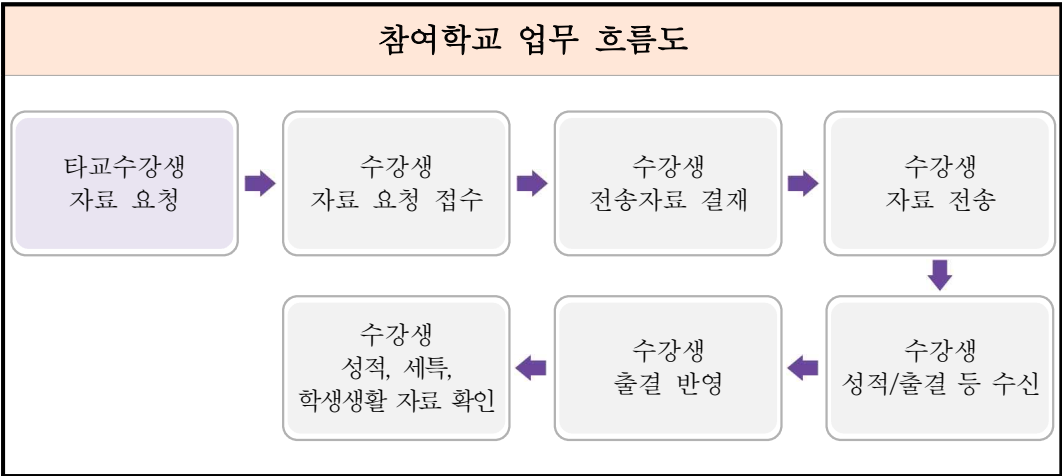 참여학교 업무 흐름도
타교수강생
자료 요청
수강생
자료 요청 접수
수강생
전송자료 결재
수강생
자료 전송
수강생
성적/출결 등 수신
수강생
출결 반영
수강생
성적, 세특,
학생생활 자료 확인